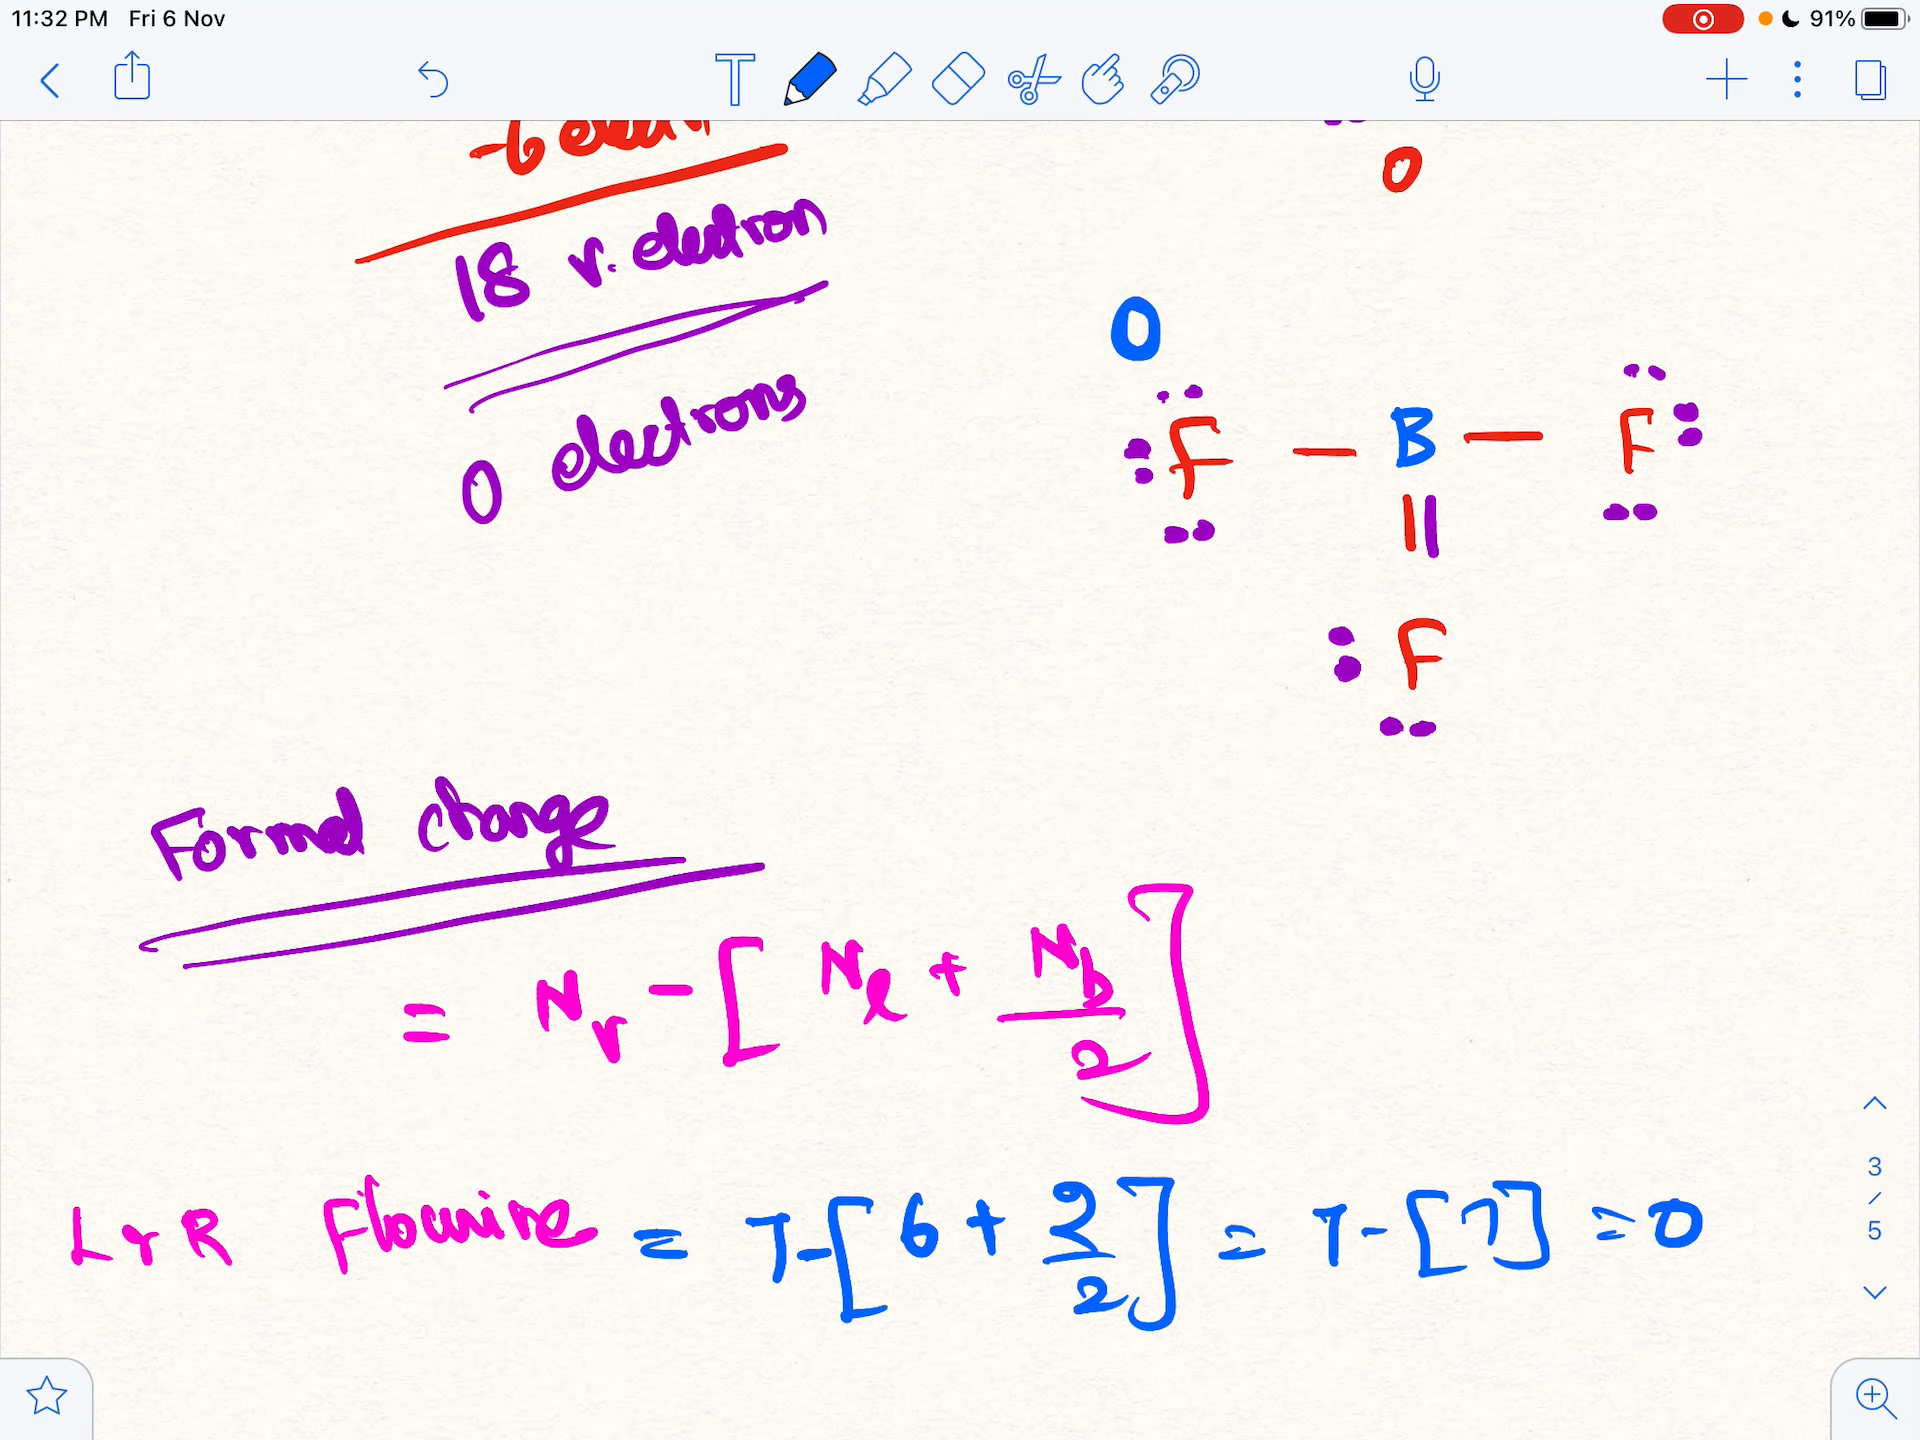 11:32 PM Fri 6 Nov
91%
T
-6
O
18 v. electron
0 electrons
0
F — B — F
F
Formal charge
= Nv - [Nl + Nb/2]
L & R Flourine = 7 - [6 + 2/2] = 7 - [7] = 0
3
/
5